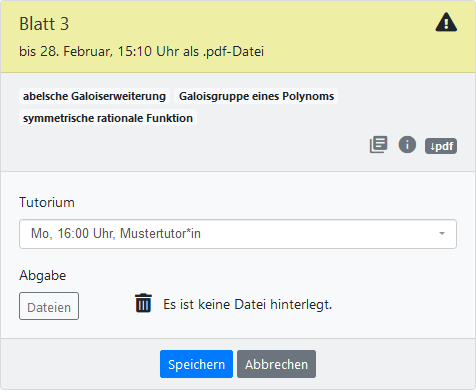 Blatt 3
bis 28. Februar, 15:10 Uhr als .pdf-Datei
abelsche Galoiserweiterung Galoisgruppe eines Polynoms
symmetrische rationale Funktion
↓pdf
Tutorium
Mo, 16:00 Uhr, Mustertutor*in
Abgabe
Dateien Es ist keine Datei hinterlegt.
Speichern Abbrechen